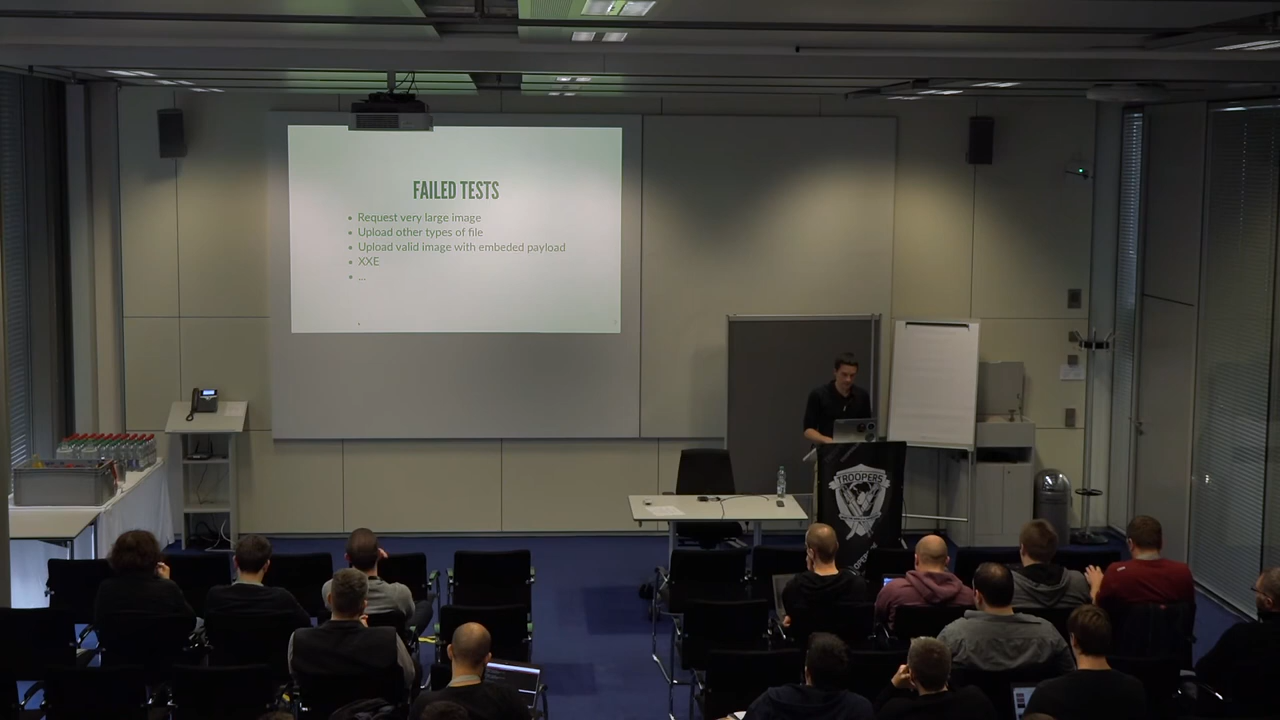 FAILED TESTS
• Request very large image
• Upload other types of file
• Upload valid image with embeded payload
• XXE
• ...
TROOPERS